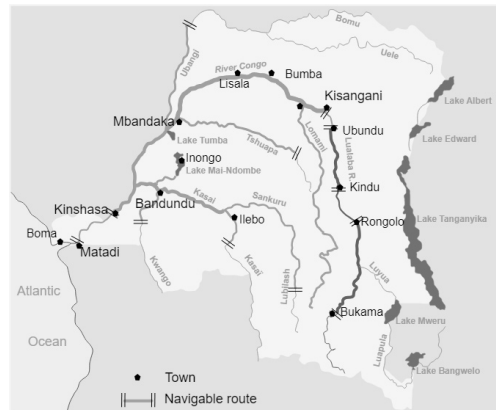 Bomu
Uele
Ubangi
River Congo
Lisala
Bumba
Kisangani
Lake Albert
Mbandaka
Ubundu
Lake Tumba
Tshuapa
Lomami
Lualaba R.
Lake Edward
Inongo
Lake Mai-Ndombe
Kindu
Bandundu
Kasai
Sankuru
Kinshasa
Ilebo
Rongolo
Lake Tanganyika
Boma
Matadi
Kwango
Kasai
Lubilash
Luyua
Atlantic
Ocean
Bukama
Lake Mweru
Luapula
Lake Bangwelo
Town
Navigable route